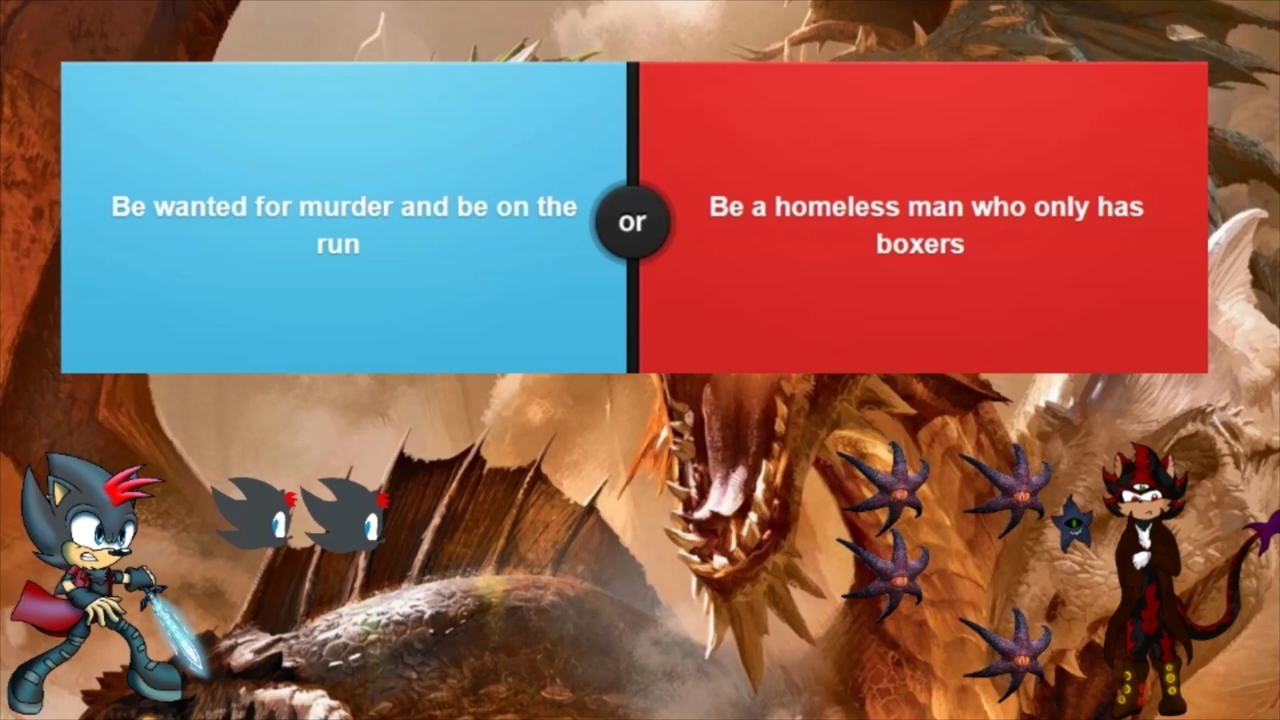 Be wanted for murder and be on the
run
or
Be a homeless man who only has
boxers